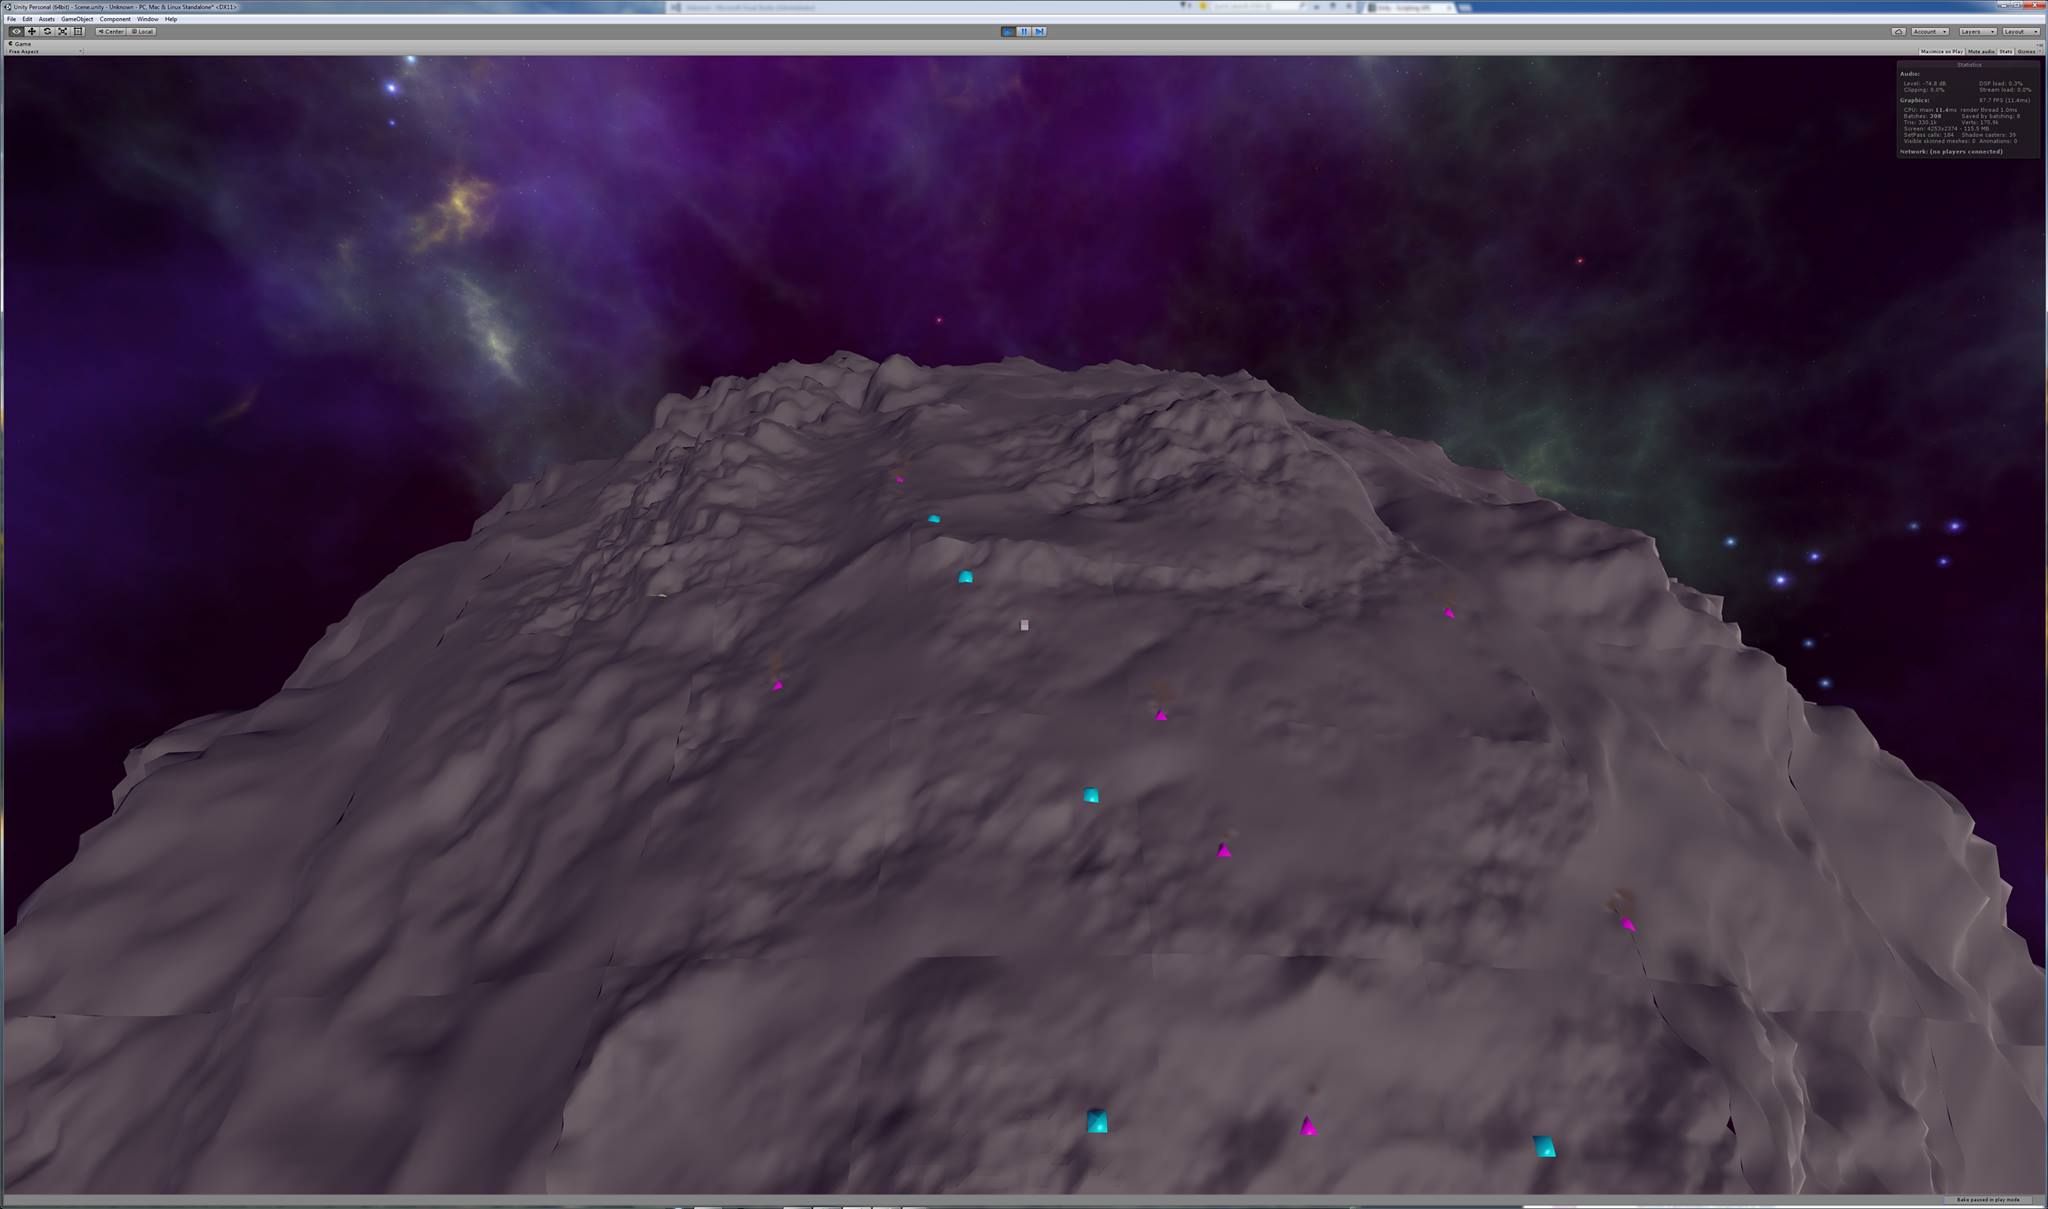 Unity Personal (64bit) - Scene.unity - Unknown - PC, Mac & Linux Standalone* <DX11>
File Edit Assets GameObject Component Window Help
Center Local
Account Layers Layout
Game
Free Aspect
Maximize on Play Mute audio Stats Gizmos
Statistics
Audio:
Level: -74.8 dB DSP load: 0.3%
Clipping: 0.0% Stream load: 0.0%
Graphics: 87.7 FPS (11.4ms)
CPU: main 11.4ms render thread 1.0ms
Batches: 308 Saved by batching: 8
Tris: 330.1k Verts: 175.9k
Screen: 4253x2374 - 115.5 MB
SetPass calls: 184 Shadow casters: 39
Visible skinned meshes: 0 Animations: 0
Network: (no players connected)
Bake paused in play mode